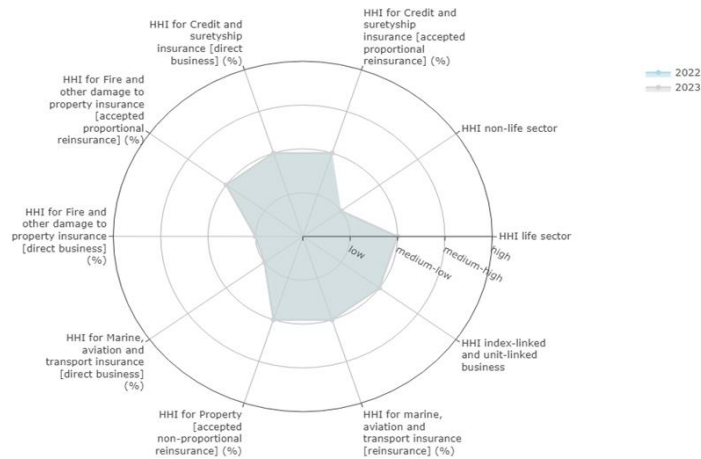 HHI for Credit and
suretyship
insurance [direct
business] (%)
HHI for Credit and
suretyship
insurance [accepted
proportional
reinsurance] (%)
2022
2023
HHI for Fire and
other damage to
property insurance
[accepted
proportional
reinsurance] (%)
HHI non-life sector
HHI for Fire and
other damage to
property insurance
[direct business]
(%)
low
medium-low
medium-high
high
HHI life sector
HHI for Marine,
aviation and
transport insurance
[direct business]
(%)
HHI index-linked
and unit-linked
business
HHI for Property
[accepted
non-proportional
reinsurance] (%)
HHI for marine,
aviation and
transport insurance
[reinsurance] (%)